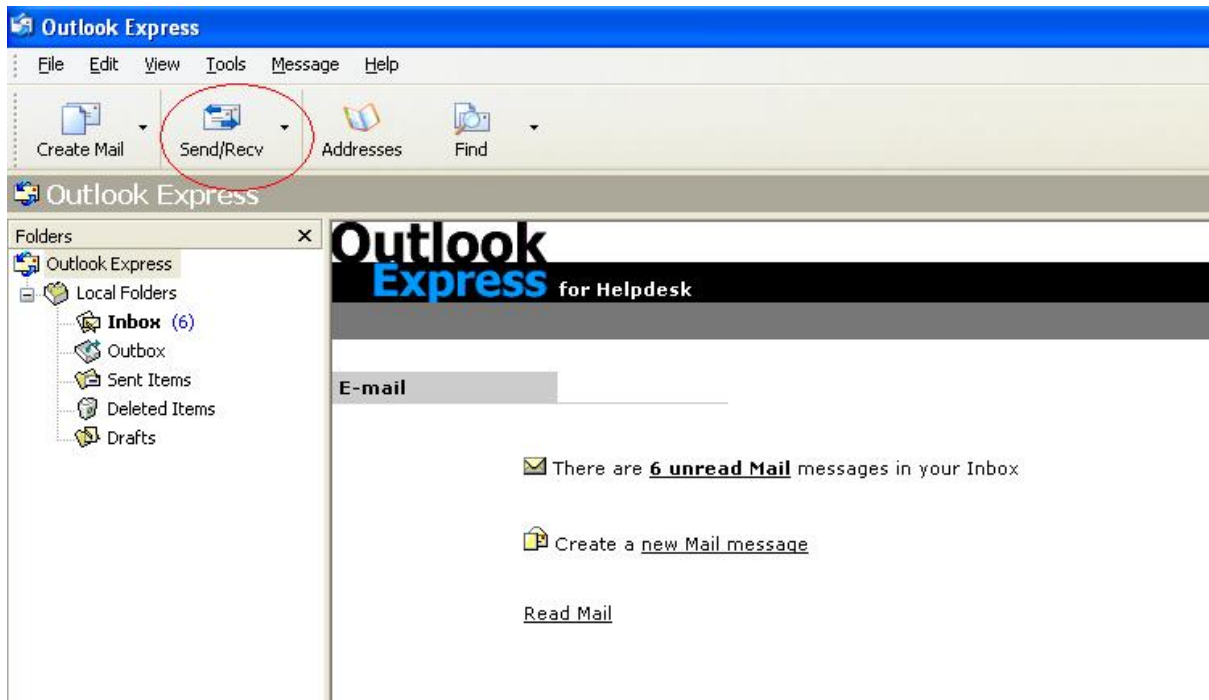 Outlook Express
File Edit View Tools Message Help
Create Mail Send/Recv Addresses Find
Outlook Express
Folders x
Outlook Express
Local Folders
Inbox (6)
Outbox
Sent Items
Deleted Items
Drafts
Outlook
Express for Helpdesk
E-mail
There are 6 unread Mail messages in your Inbox
Create a new Mail message
Read Mail